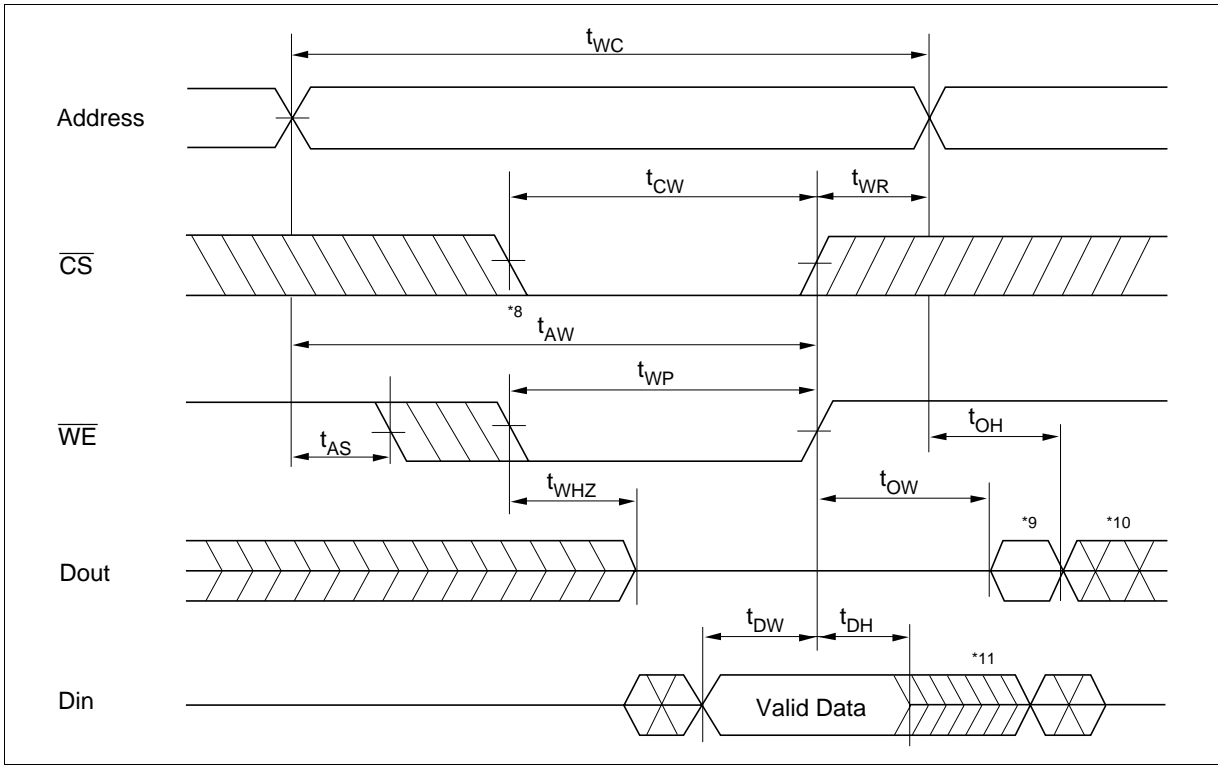 tWC
Address
tCW
tWR
CS
*8
tAW
tWP
WE
tAS
tOH
tWHZ
tOW
*9
*10
Dout
tDW
tDH
*11
Din
Valid Data